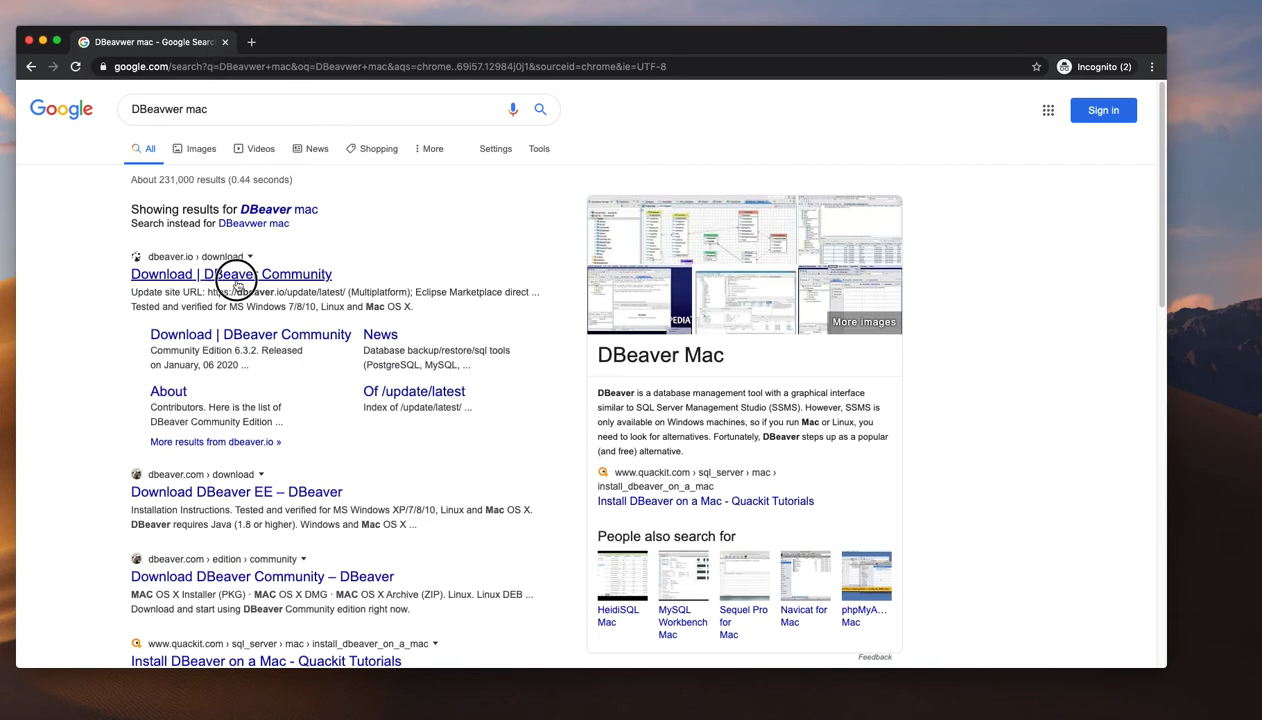 DBeavwer mac - Google Searc
google.com/search?q=DBeavwer+mac&oq=DBeavwer+mac&aqs=chrome..69i57.12984j0j1&sourceid=chrome&ie=UTF-8
Incognito (2)
Google
DBeavwer mac
Sign in
All Images Videos News Shopping More Settings Tools
About 231,000 results (0.44 seconds)
Showing results for DBeaver mac
Search instead for DBeavwer mac
dbeaver.io › download
Download | DBeaver Community
Update site URL: https://dbeaver.io/update/latest/ (Multiplatform); Eclipse Marketplace direct ...
Tested and verified for MS Windows 7/8/10, Linux and Mac OS X.
Download | DBeaver Community
Community Edition 6.3.2. Released
on January, 06 2020 ...
News
Database backup/restore/sql tools
(PostgreSQL, MySQL, ...
About
Contributors. Here is the list of
DBeaver Community Edition ...
Of /update/latest
Index of /update/latest/ ...
More results from dbeaver.io »
dbeaver.com › download
Download DBeaver EE – DBeaver
Installation Instructions. Tested and verified for MS Windows XP/7/8/10, Linux and Mac OS X.
DBeaver requires Java (1.8 or higher). Windows and Mac OS X ...
dbeaver.com › edition › community
Download DBeaver Community – DBeaver
MAC OS X Installer (PKG) · MAC OS X DMG · MAC OS X Archive (ZIP). Linux. Linux DEB ...
Download and start using DBeaver Community edition right now.
www.quackit.com › sql_server › mac › install_dbeaver_on_a_mac
Install DBeaver on a Mac - Quackit Tutorials
More images
DBeaver Mac
DBeaver is a database management tool with a graphical interface
similar to SQL Server Management Studio (SSMS). However, SSMS is
only available on Windows machines, so if you run Mac or Linux, you
need to look for alternatives. Fortunately, DBeaver steps up as a popular
(and free) alternative.
www.quackit.com › sql_server › mac ›
install_dbeaver_on_a_mac
Install DBeaver on a Mac - Quackit Tutorials
People also search for
HeidiSQL
Mac
MySQL
Workbench
Mac
Sequel Pro
for
Mac
Navicat for
Mac
phpMyA...
Mac
Feedback